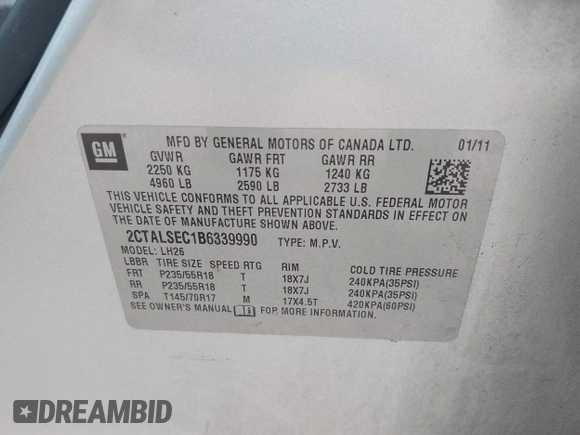 GM
MFD BY GENERAL MOTORS OF CANADA LTD. 01/11
GVWR GAWR FRT GAWR RR
2250 KG 1175 KG 1240 KG
4960 LB 2590 LB 2733 LB
THIS VEHICLE CONFORMS TO ALL APPLICABLE U.S. FEDERAL MOTOR
VEHICLE SAFETY AND THEFT PREVENTION STANDARDS IN EFFECT ON
THE DATE OF MANUFACTURE SHOWN ABOVE.
2CTALSEC1B6339990 TYPE: M.P.V.
MODEL: LH26
LBBR TIRE SIZE SPEED RTG RIM COLD TIRE PRESSURE
FRT P235/55R18 T 18X7J 240KPA(35PSI)
RR P235/55R18 T 18X7J 240KPA(35PSI)
SPA T145/70R17 M 17X4.5T 420KPA(60PSI)
SEE OWNER'S MANUAL FOR MORE INFORMATION.
DREAMBID